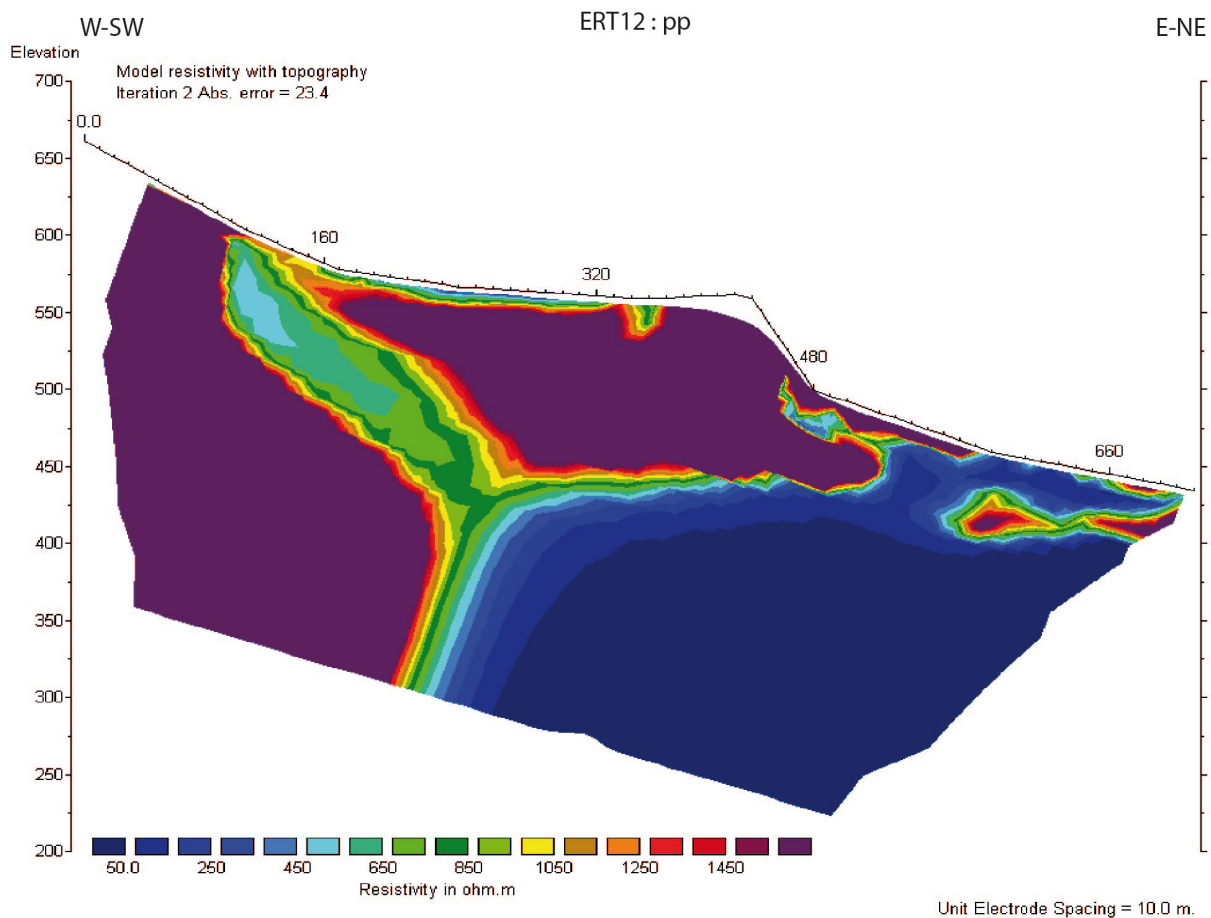 W-SW
ERT12 : pp
E-NE
Elevation
Model resistivity with topography
Iteration 2 Abs. error = 23.4
700
650
600
550
500
450
400
350
300
250
200
0.0
160
320
480
660
50.0 250 450 650 850 1050 1250 1450
Resistivity in ohm.m
Unit Electrode Spacing = 10.0 m.